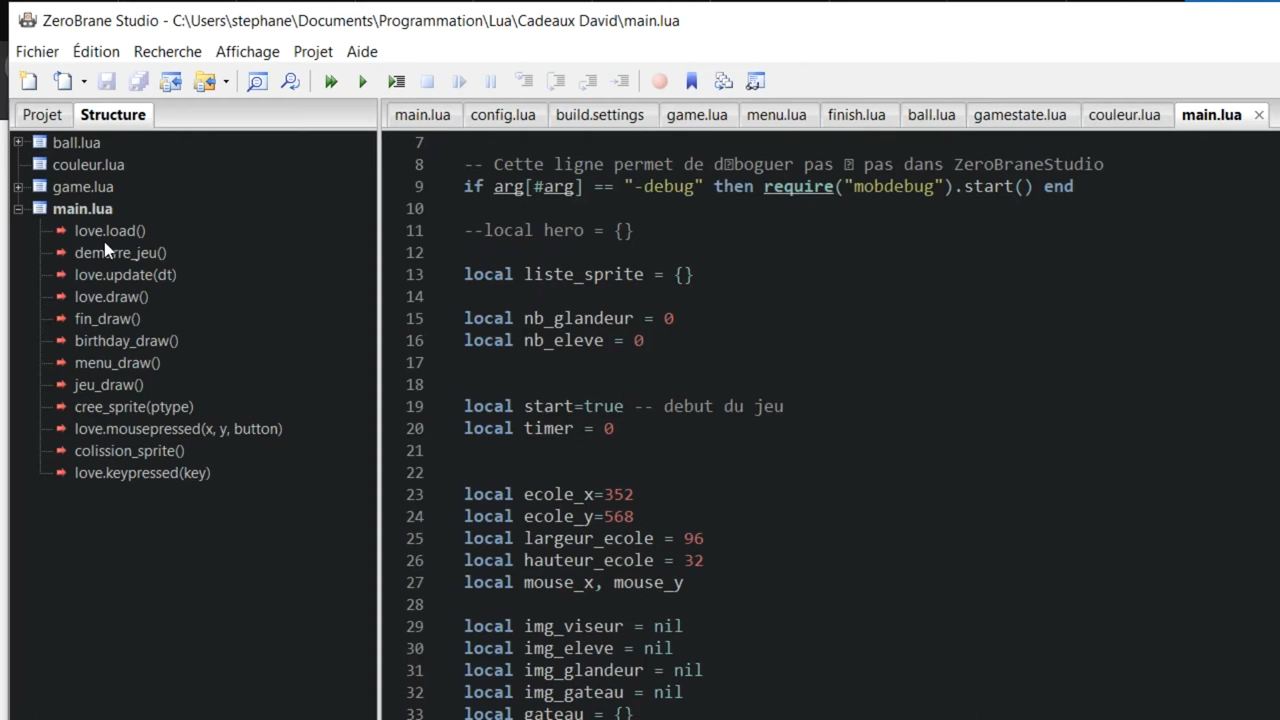 ZeroBrane Studio - C:\Users\stephane\Documents\Programmation\Lua\Cadeaux David\main.lua
Fichier Édition Recherche Affichage Projet Aide
Projet Structure
ball.lua
couleur.lua
game.lua
main.lua
love.load()
demarre_jeu()
love.update(dt)
love.draw()
fin_draw()
birthday_draw()
menu_draw()
jeu_draw()
cree_sprite(ptype)
love.mousepressed(x, y, button)
colission_sprite()
love.keypressed(key)
main.lua config.lua build.settings game.lua menu.lua finish.lua ball.lua gamestate.lua couleur.lua main.lua
7
8 -- Cette ligne permet de d�boguer pas � pas dans ZeroBraneStudio
9 if arg[#arg] == "-debug" then require("mobdebug").start() end
10
11 --local hero = {}
12
13 local liste_sprite = {}
14
15 local nb_glandeur = 0
16 local nb_eleve = 0
17
18
19 local start=true -- debut du jeu
20 local timer = 0
21
22
23 local ecole_x=352
24 local ecole_y=568
25 local largeur_ecole = 96
26 local hauteur_ecole = 32
27 local mouse_x, mouse_y
28
29 local img_viseur = nil
30 local img_eleve = nil
31 local img_glandeur = nil
32 local img_gateau = nil
33 local gateau = {}